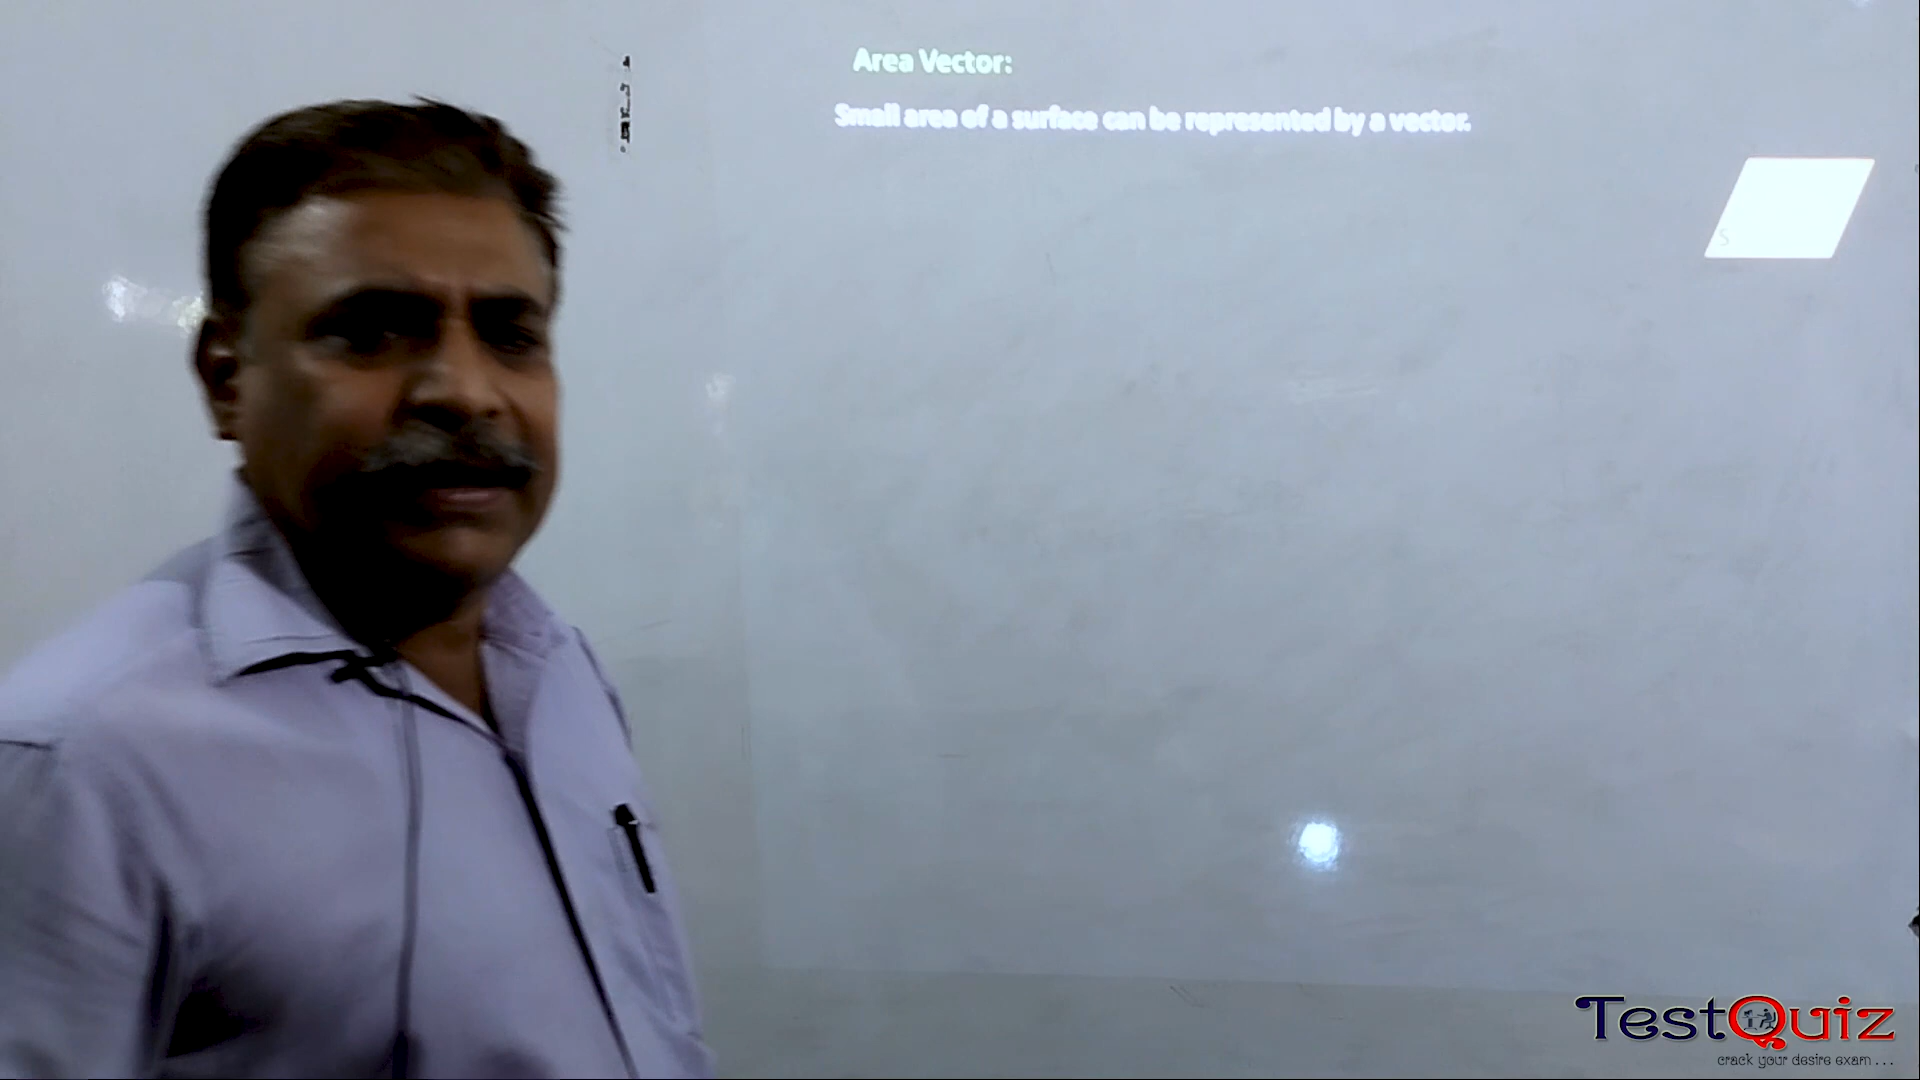 Area Vector:
Small area of a surface can be represented by a vector.
S
TestQuiz
crack your desire exam...